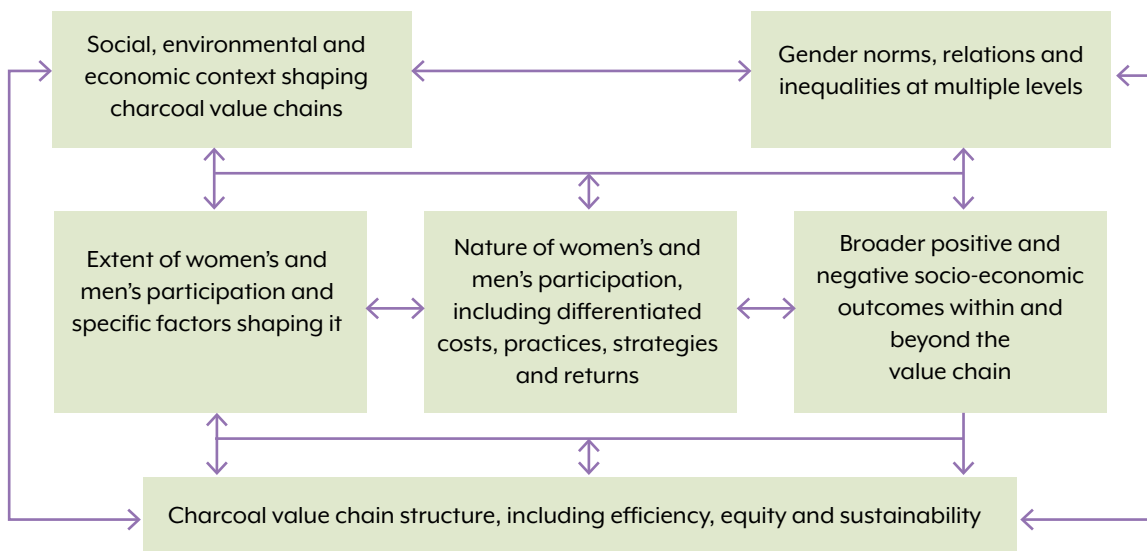 Social, environmental and
economic context shaping
charcoal value chains
Gender norms, relations and
inequalities at multiple levels
Extent of women’s and
men’s participation and
specific factors shaping it
Nature of women’s and
men’s participation,
including differentiated
costs, practices, strategies
and returns
Broader positive and
negative socio-economic
outcomes within and
beyond the
value chain
Charcoal value chain structure, including efficiency, equity and sustainability